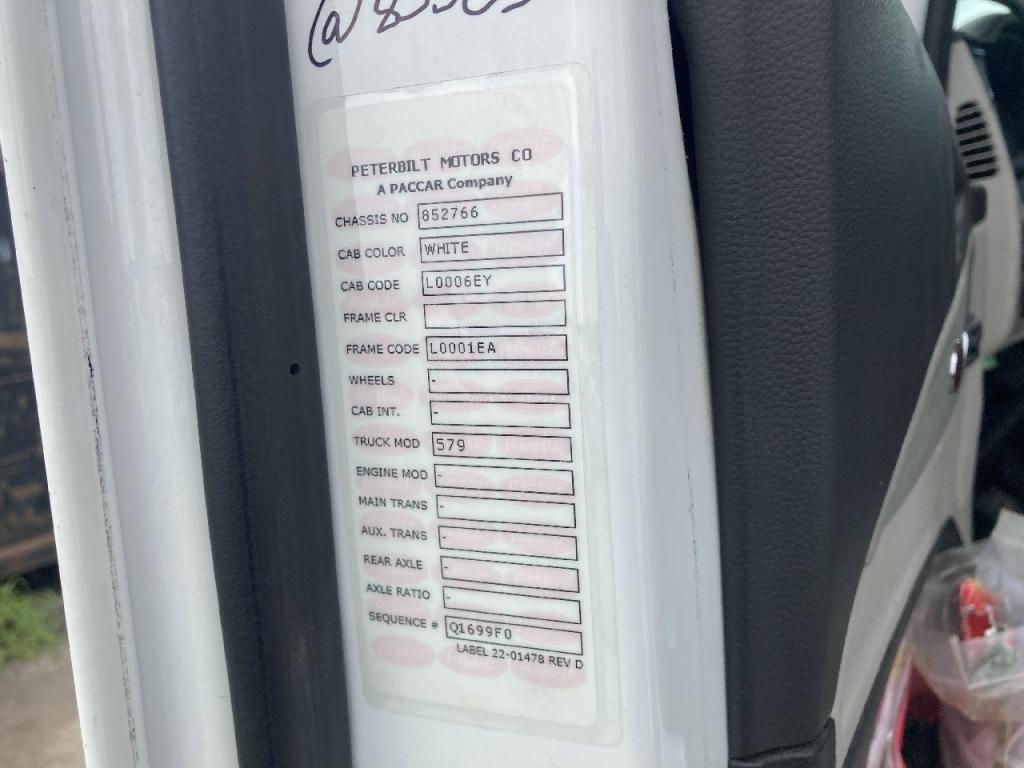 PETERBILT MOTORS CO
A PACCAR Company
CHASSIS NO 852766
CAB COLOR WHITE
CAB CODE L0006EY
FRAME CLR
FRAME CODE L0001EA
WHEELS -
CAB INT. -
TRUCK MOD 579
ENGINE MOD -
MAIN TRANS -
AUX. TRANS -
REAR AXLE -
AXLE RATIO -
SEQUENCE # Q1699F0
LABEL 22-01478 REV D